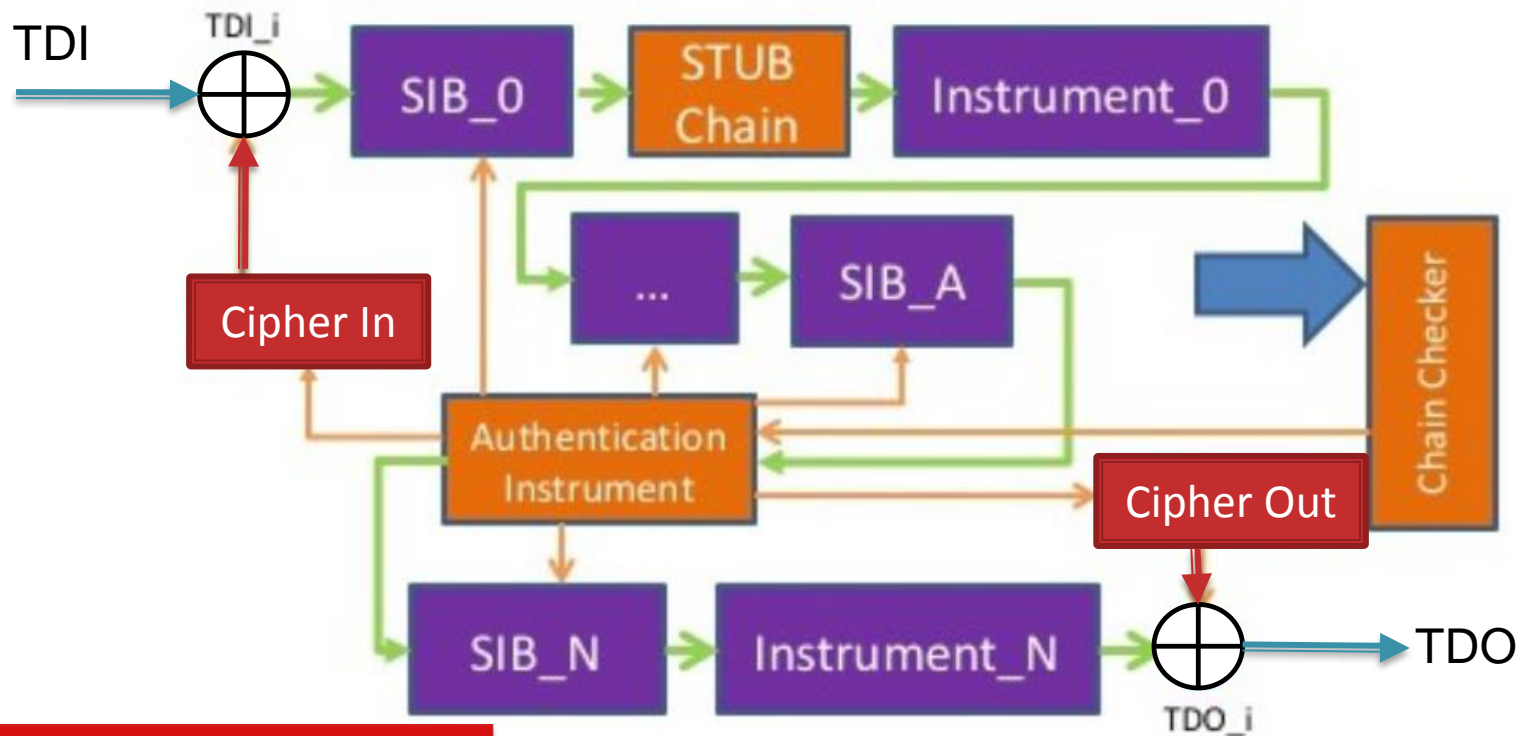 TDI
TDI_i
SIB_0
STUB
Chain
Instrument_0
...
SIB_A
Chain Checker
Cipher In
Authentication
Instrument
Cipher Out
SIB_N
Instrument_N
TDO
TDO_i